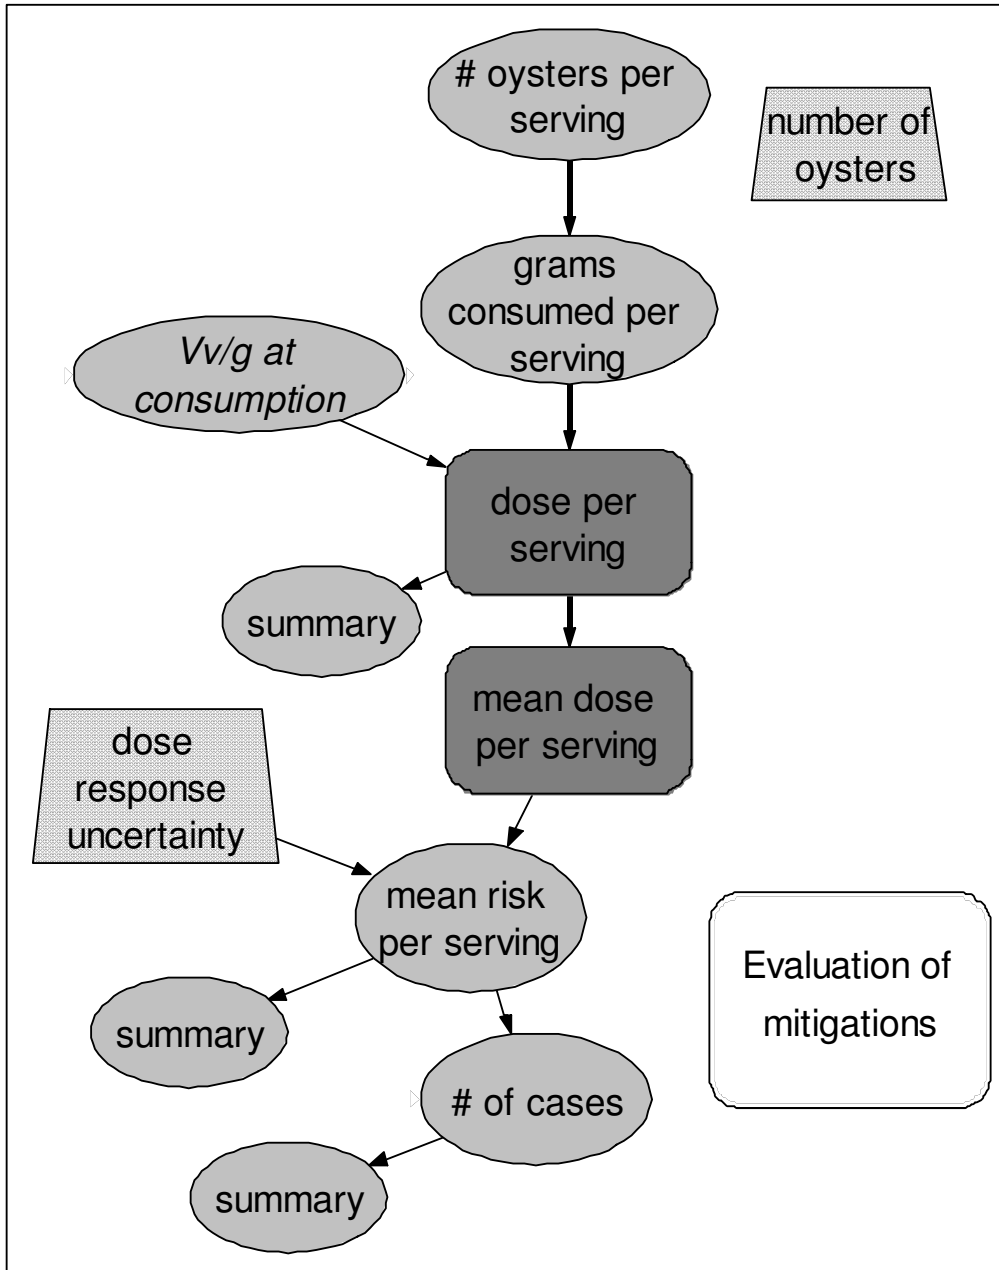 # oysters per
serving
number of
oysters
grams
consumed per
serving
Vv/g at
consumption
dose per
serving
summary
mean dose
per serving
dose
response
uncertainty
mean risk
per serving
Evaluation of
mitigations
summary
# of cases
summary